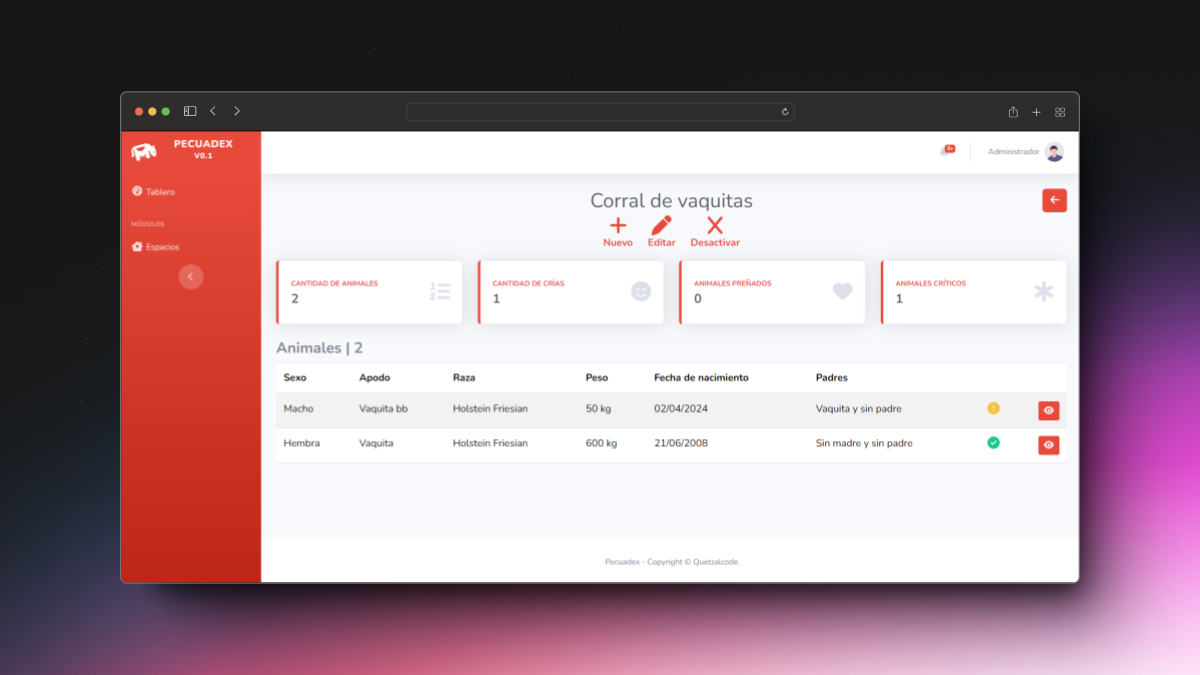 PECUADEX
V0.1
3+
Administrador
Tablero
MÓDULOS
Espacios
Corral de vaquitas
Nuevo Editar Desactivar
CANTIDAD DE ANIMALES
2
CANTIDAD DE CRÍAS
1
ANIMALES PREÑADOS
0
ANIMALES CRÍTICOS
1
Animales | 2
Sexo Apodo Raza Peso Fecha de nacimiento Padres
Macho Vaquita bb Holstein Friesian 50 kg 02/04/2024 Vaquita y sin padre
Hembra Vaquita Holstein Friesian 600 kg 21/06/2008 Sin madre y sin padre
Pecuadex - Copyright © Quetzalcode